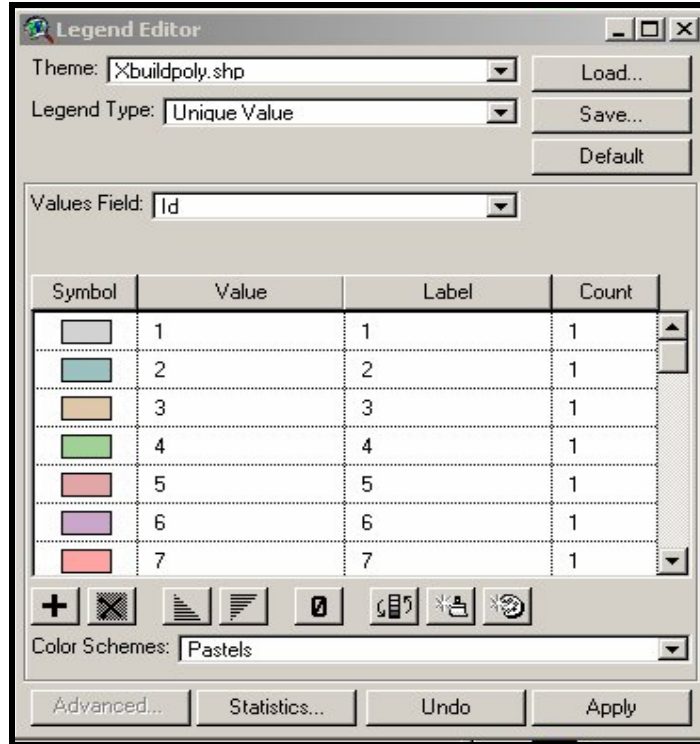 Legend Editor
Theme: Xbuildpoly.shp
Load...
Legend Type: Unique Value
Save...
Default
Values Field: Id
Symbol Value Label Count
1 1 1
2 2 1
3 3 1
4 4 1
5 5 1
6 6 1
7 7 1
0
Color Schemes: Pastels
Advanced... Statistics... Undo Apply